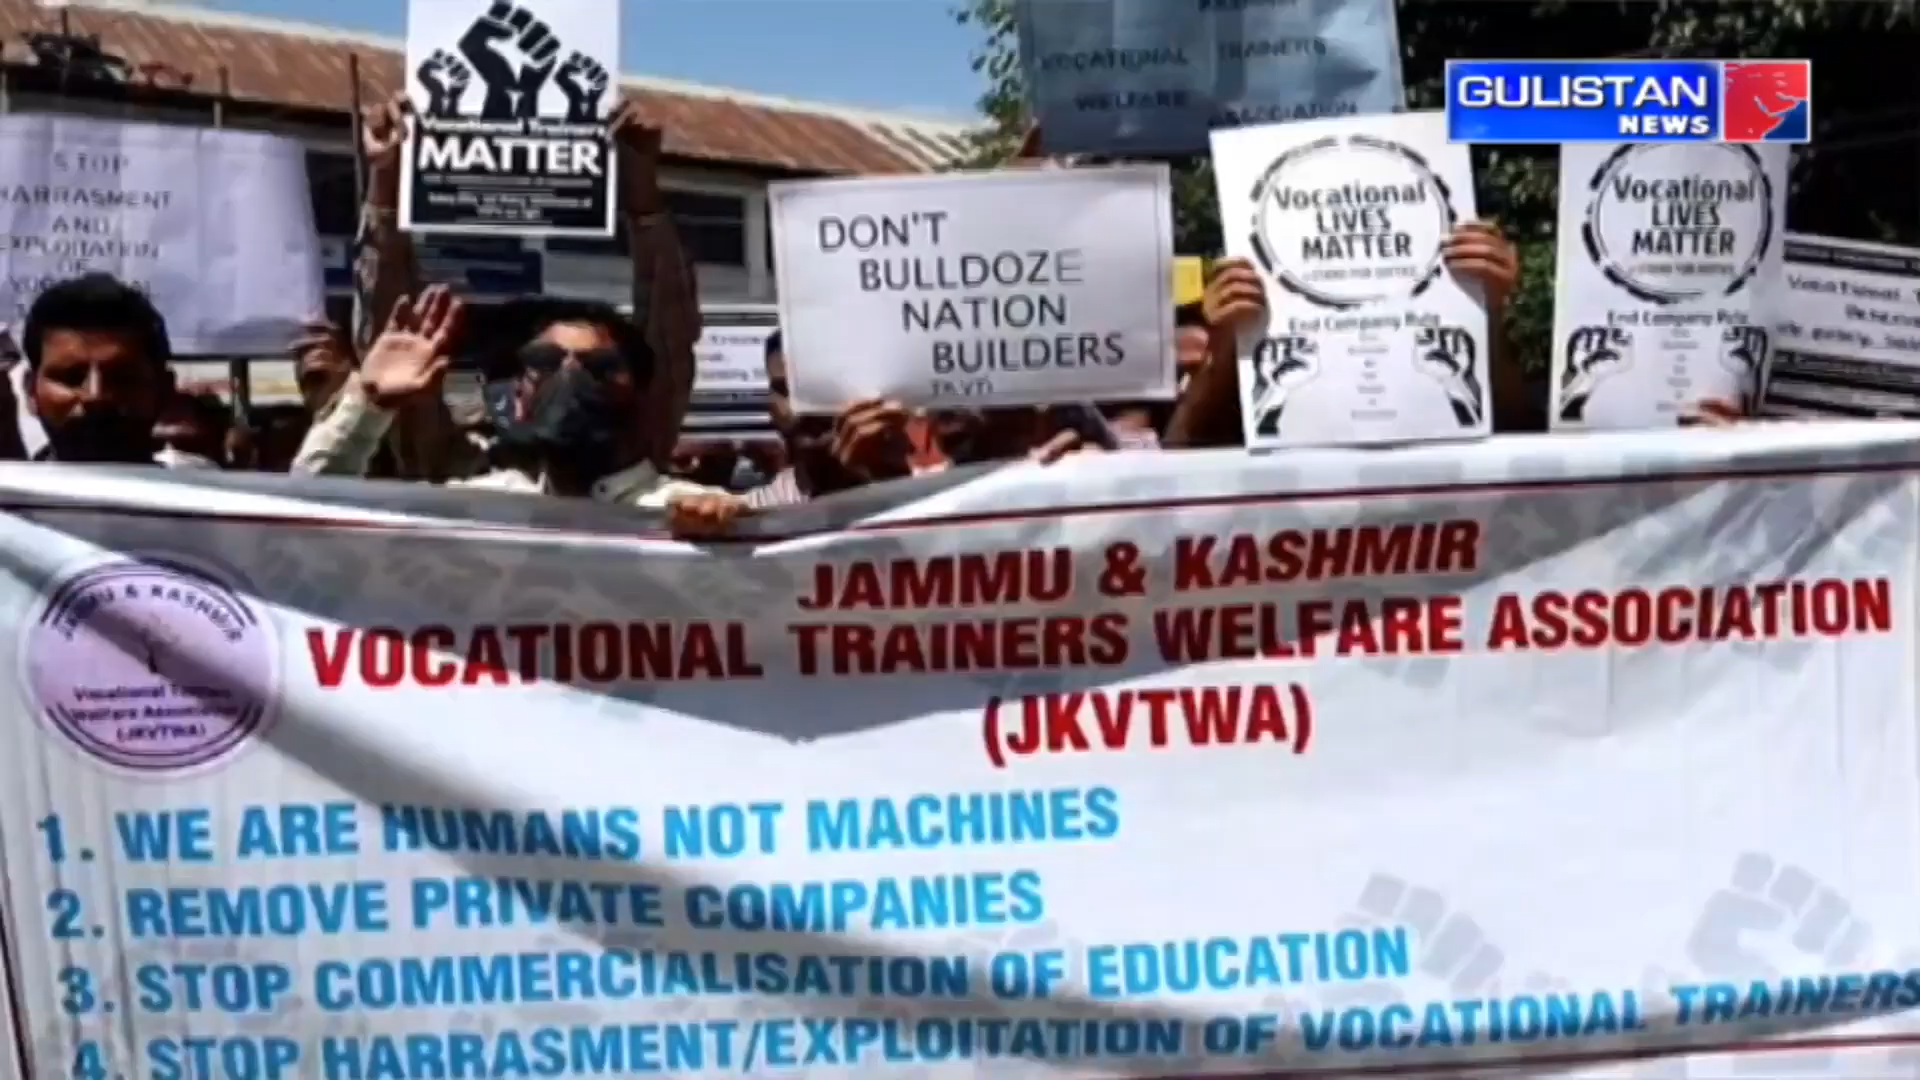 GULISTAN
NEWS
STOP
HARRASMENT
AND
EXPLOITATION
OF
Vocational Trainers
MATTER
VOCATIONAL TRAINERS
WELFARE ASSOCIATION
DON'T
BULLDOZE
NATION
BUILDERS
Vocational
LIVES
MATTER
End Company Rule
Vocational
LIVES
MATTER
End Company Rule
Vocational
JAMMU & KASHMIR
VOCATIONAL TRAINERS WELFARE ASSOCIATION
(JKVTWA)
JAMMU & KASHMIR
Vocational
Welfare Association
(JKVTWA)
1. WE ARE HUMANS NOT MACHINES
2. REMOVE PRIVATE COMPANIES
3. STOP COMMERCIALISATION OF EDUCATION
4. STOP HARRASMENT/EXPLOITATION OF VOCATIONAL TRAINERS